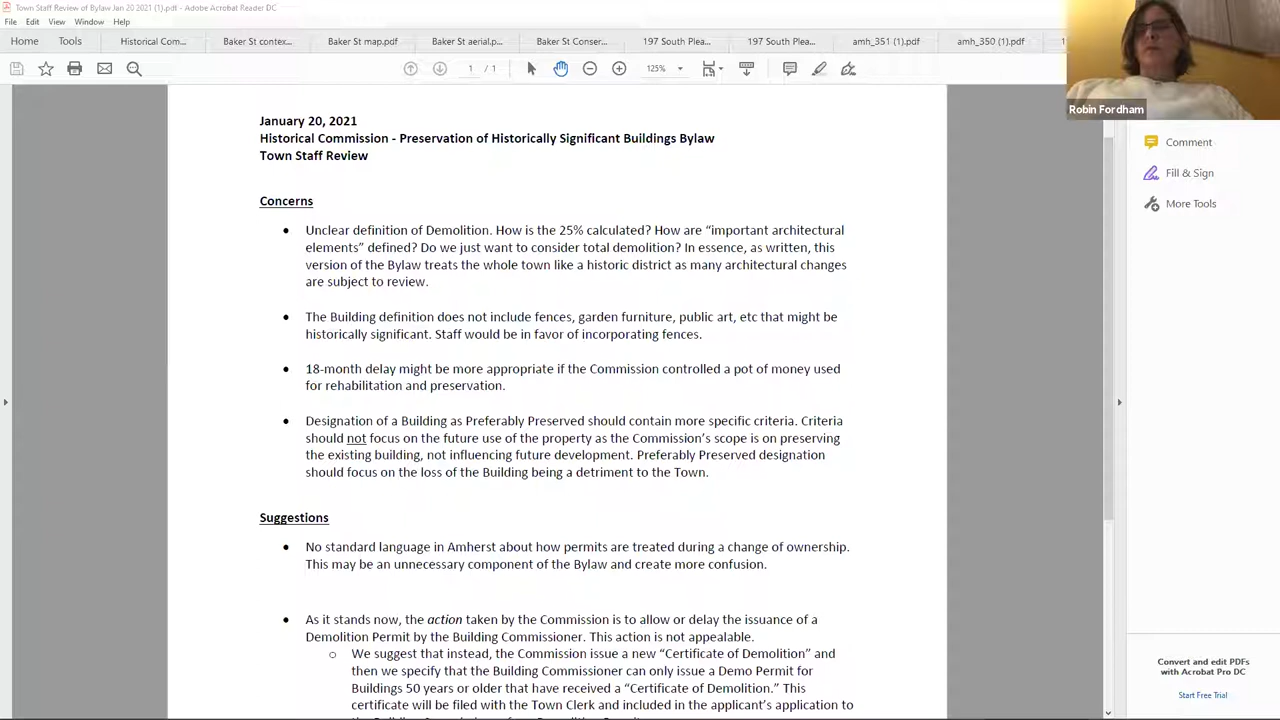 Town Staff Review of Bylaw Jan 20 2021 (1).pdf - Adobe Acrobat Reader DC
File Edit View Window Help
Home Tools Historical Com... Baker St contex... Baker St map.pdf Baker St aerial.p... Baker St Conser... 197 South Plea... 197 South Plea... amh_351 (1).pdf amh_350 (1).pdf
1 / 1 125%
Robin Fordham
January 20, 2021
Historical Commission - Preservation of Historically Significant Buildings Bylaw
Town Staff Review
Concerns
• Unclear definition of Demolition. How is the 25% calculated? How are “important architectural
elements” defined? Do we just want to consider total demolition? In essence, as written, this
version of the Bylaw treats the whole town like a historic district as many architectural changes
are subject to review.
• The Building definition does not include fences, garden furniture, public art, etc that might be
historically significant. Staff would be in favor of incorporating fences.
• 18-month delay might be more appropriate if the Commission controlled a pot of money used
for rehabilitation and preservation.
• Designation of a Building as Preferably Preserved should contain more specific criteria. Criteria
should not focus on the future use of the property as the Commission’s scope is on preserving
the existing building, not influencing future development. Preferably Preserved designation
should focus on the loss of the Building being a detriment to the Town.
Suggestions
• No standard language in Amherst about how permits are treated during a change of ownership.
This may be an unnecessary component of the Bylaw and create more confusion.
• As it stands now, the action taken by the Commission is to allow or delay the issuance of a
Demolition Permit by the Building Commissioner. This action is not appealable.
o We suggest that instead, the Commission issue a new “Certificate of Demolition” and
then we specify that the Building Commissioner can only issue a Demo Permit for
Buildings 50 years or older that have received a “Certificate of Demolition.” This
certificate will be filed with the Town Clerk and included in the applicant’s application to
Comment
Fill & Sign
More Tools
Convert and edit PDFs
with Acrobat Pro DC
Start Free Trial